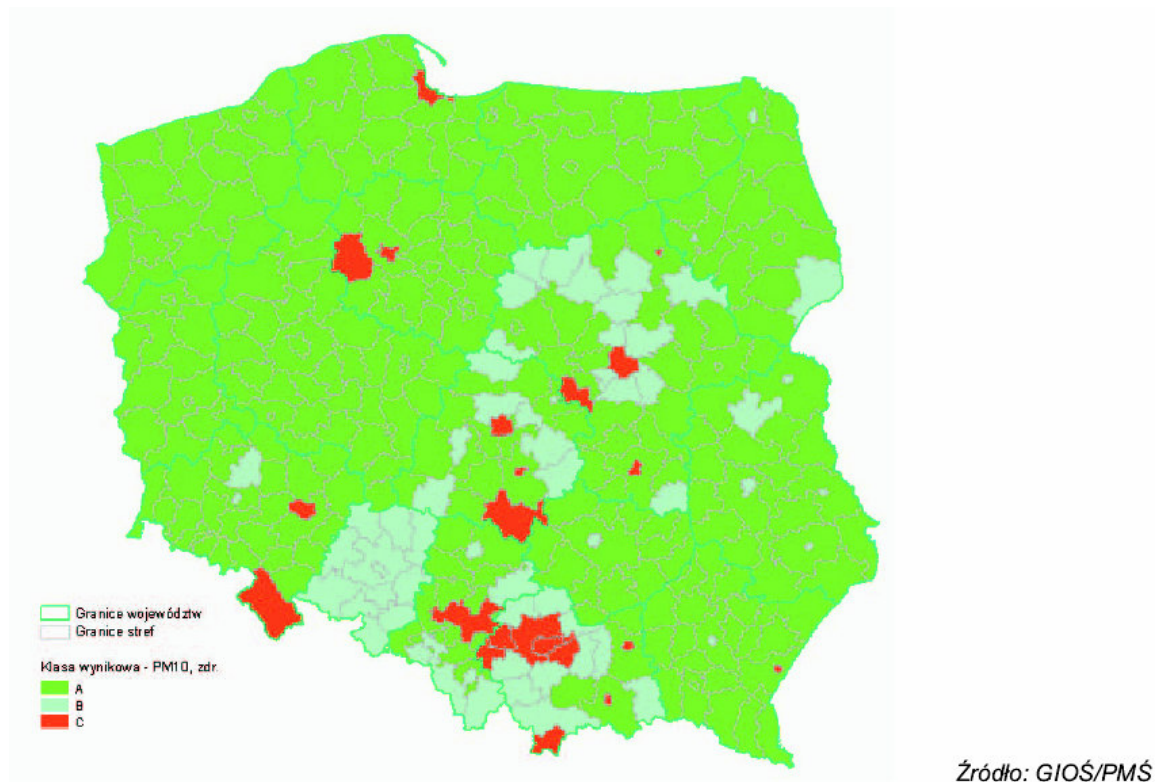 Granice województw
Granice stref
Klasa wynikowa - PM10, zdr.
A
B
C
Źródło: GIOŚ/PMŚ